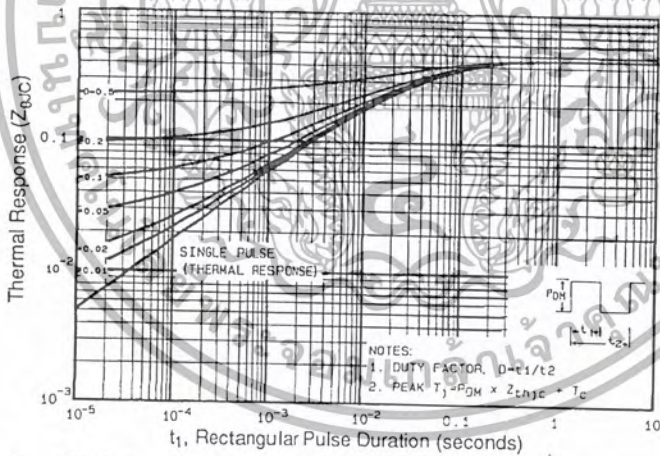 1
0.1
10-2
10-3
Thermal Response (ZθJC)
D=0.5
0.2
0.1
0.05
0.02
0.01
SINGLE PULSE
(THERMAL RESPONSE)
PDM
t1
t2
NOTES:
1. DUTY FACTOR, D=t1/t2
2. PEAK Tj=PDM x Zthjc + TC
10-5
10-4
10-3
10-2
0.1
1
10
t1, Rectangular Pulse Duration (seconds)